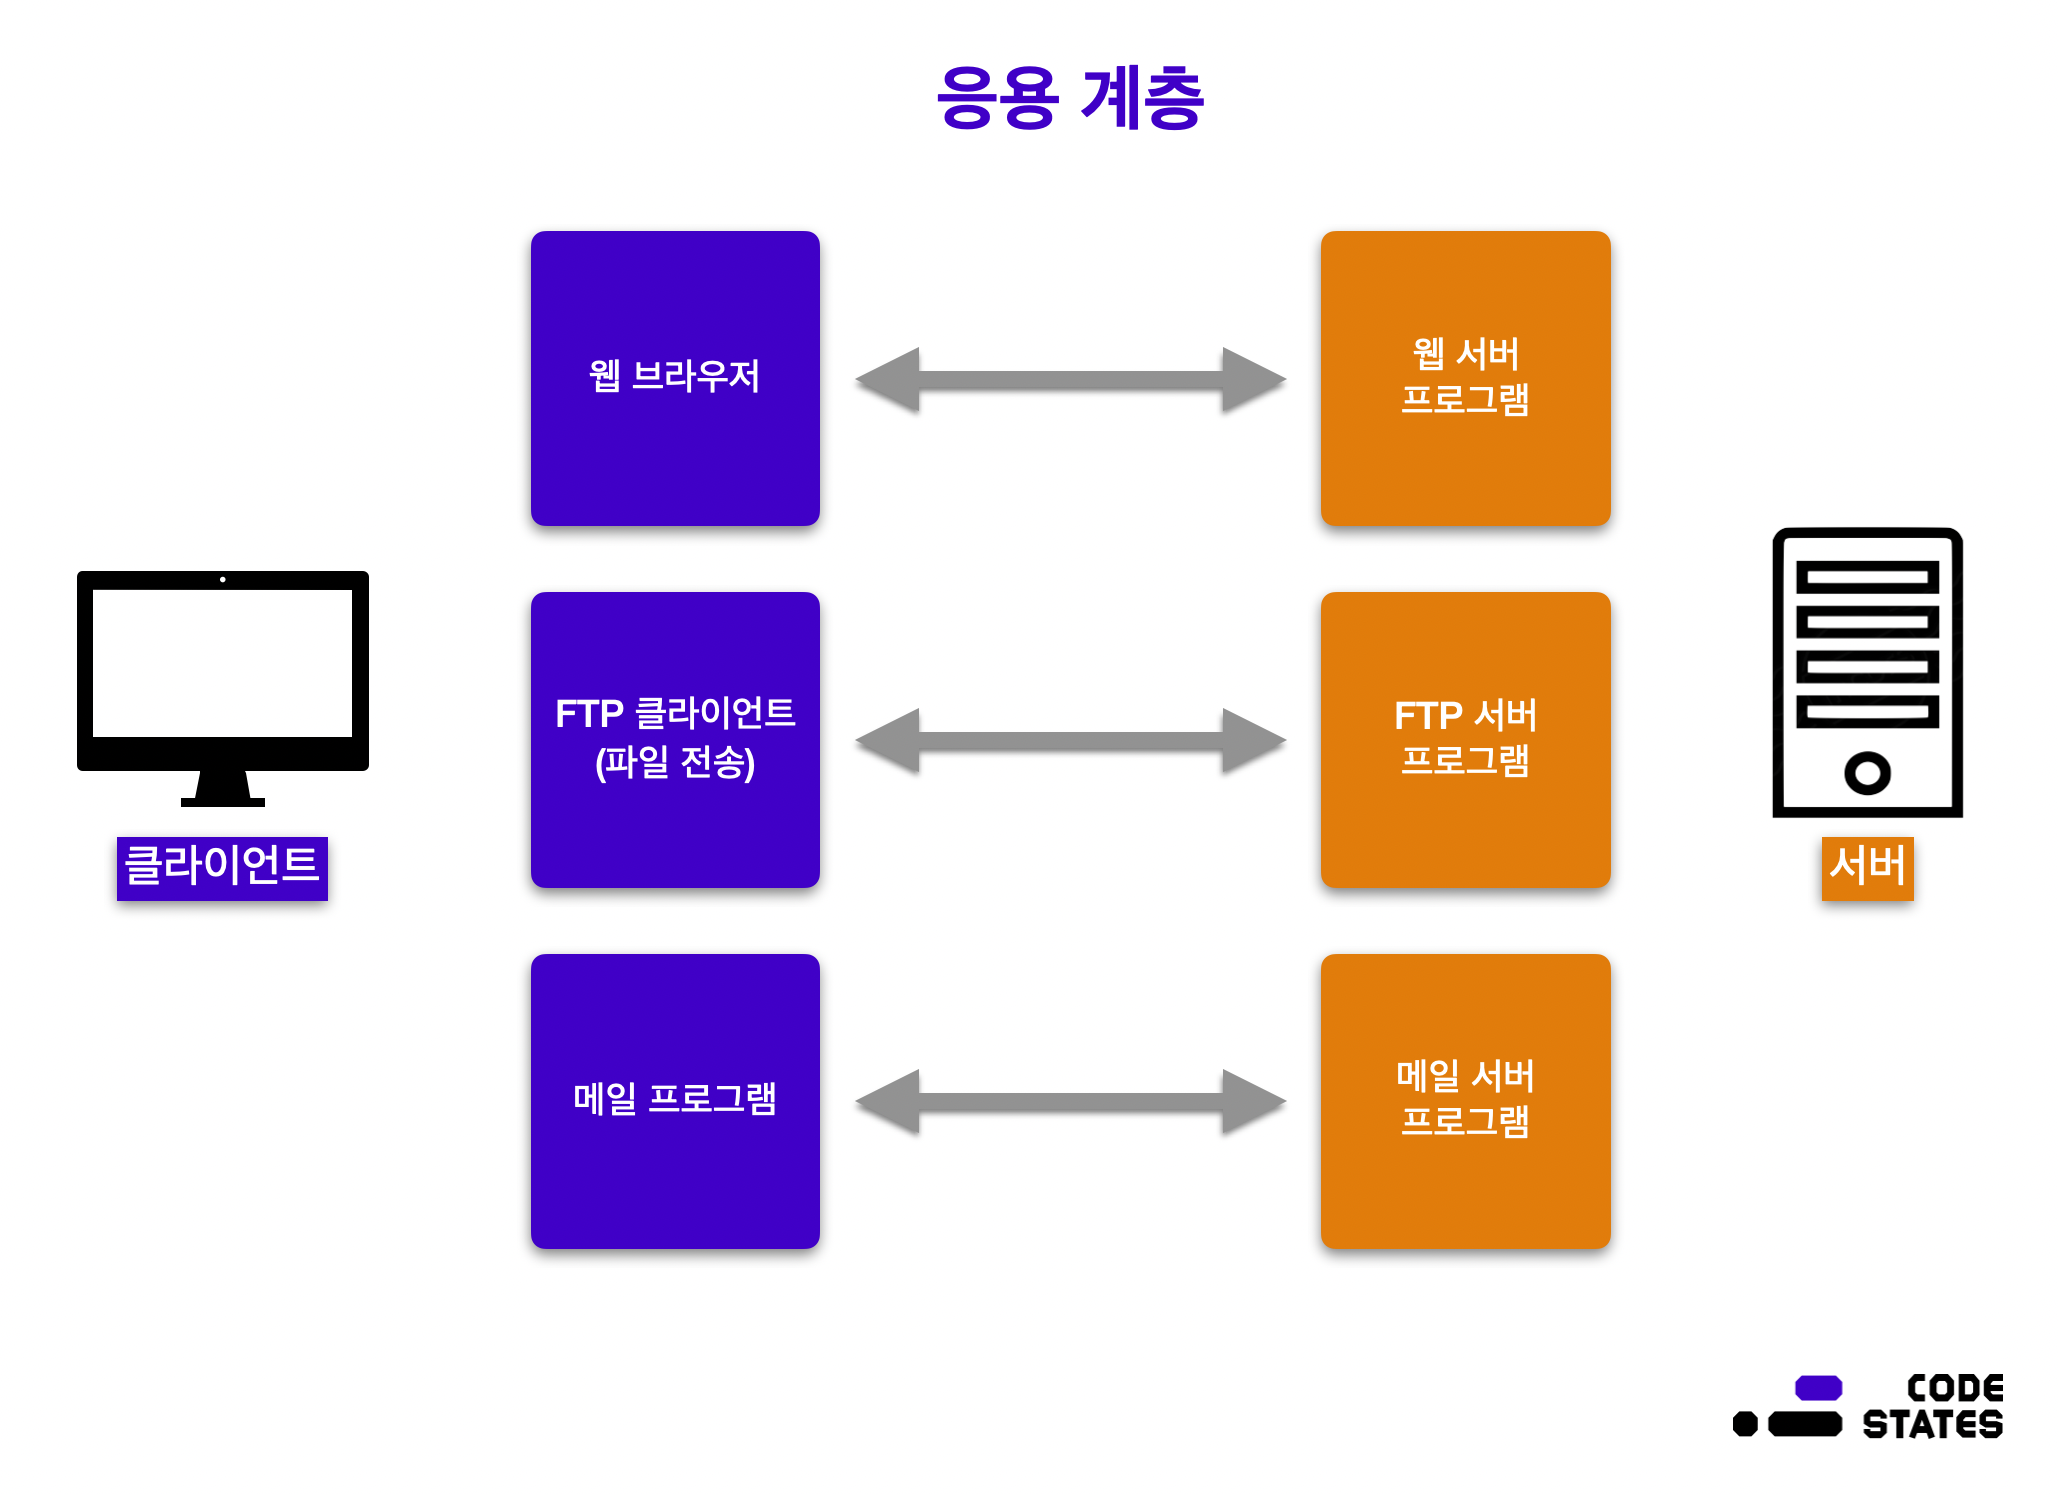 응용 계층
웹 브라우저
웹 서버
프로그램
FTP 클라이언트
(파일 전송)
FTP 서버
프로그램
클라이언트
서버
메일 프로그램
메일 서버
프로그램
CODE
STATES